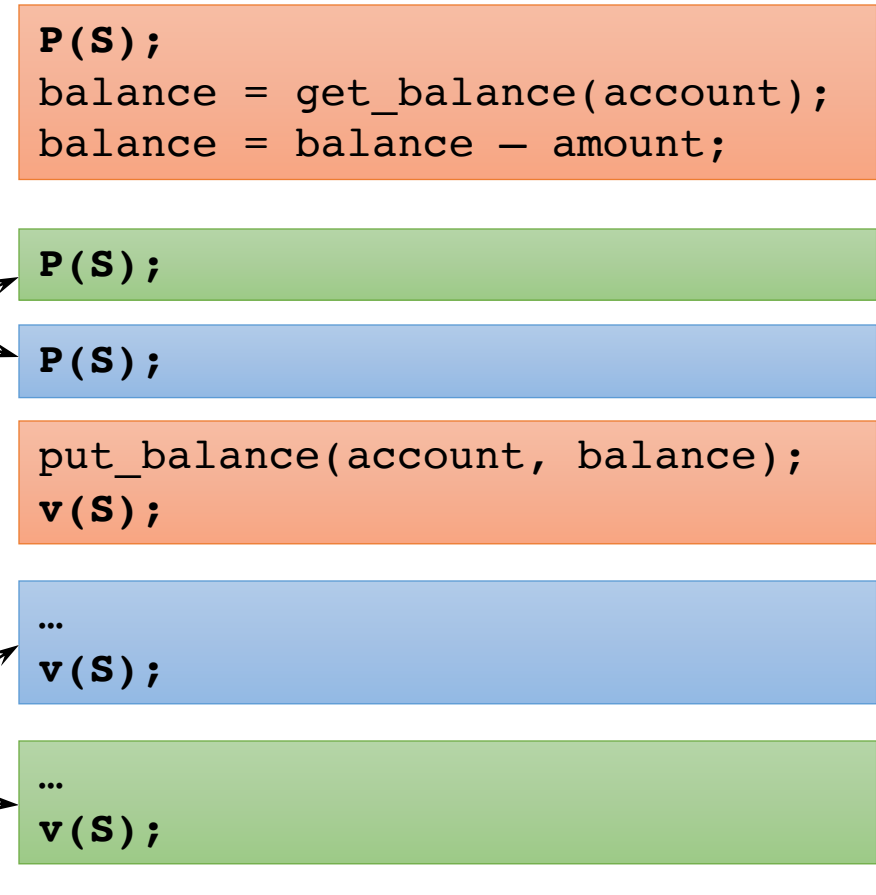 P(S);
balance = get_balance(account);
balance = balance – amount;
P(S);
P(S);
put_balance(account, balance);
v(S);
…
v(S);
…
v(S);